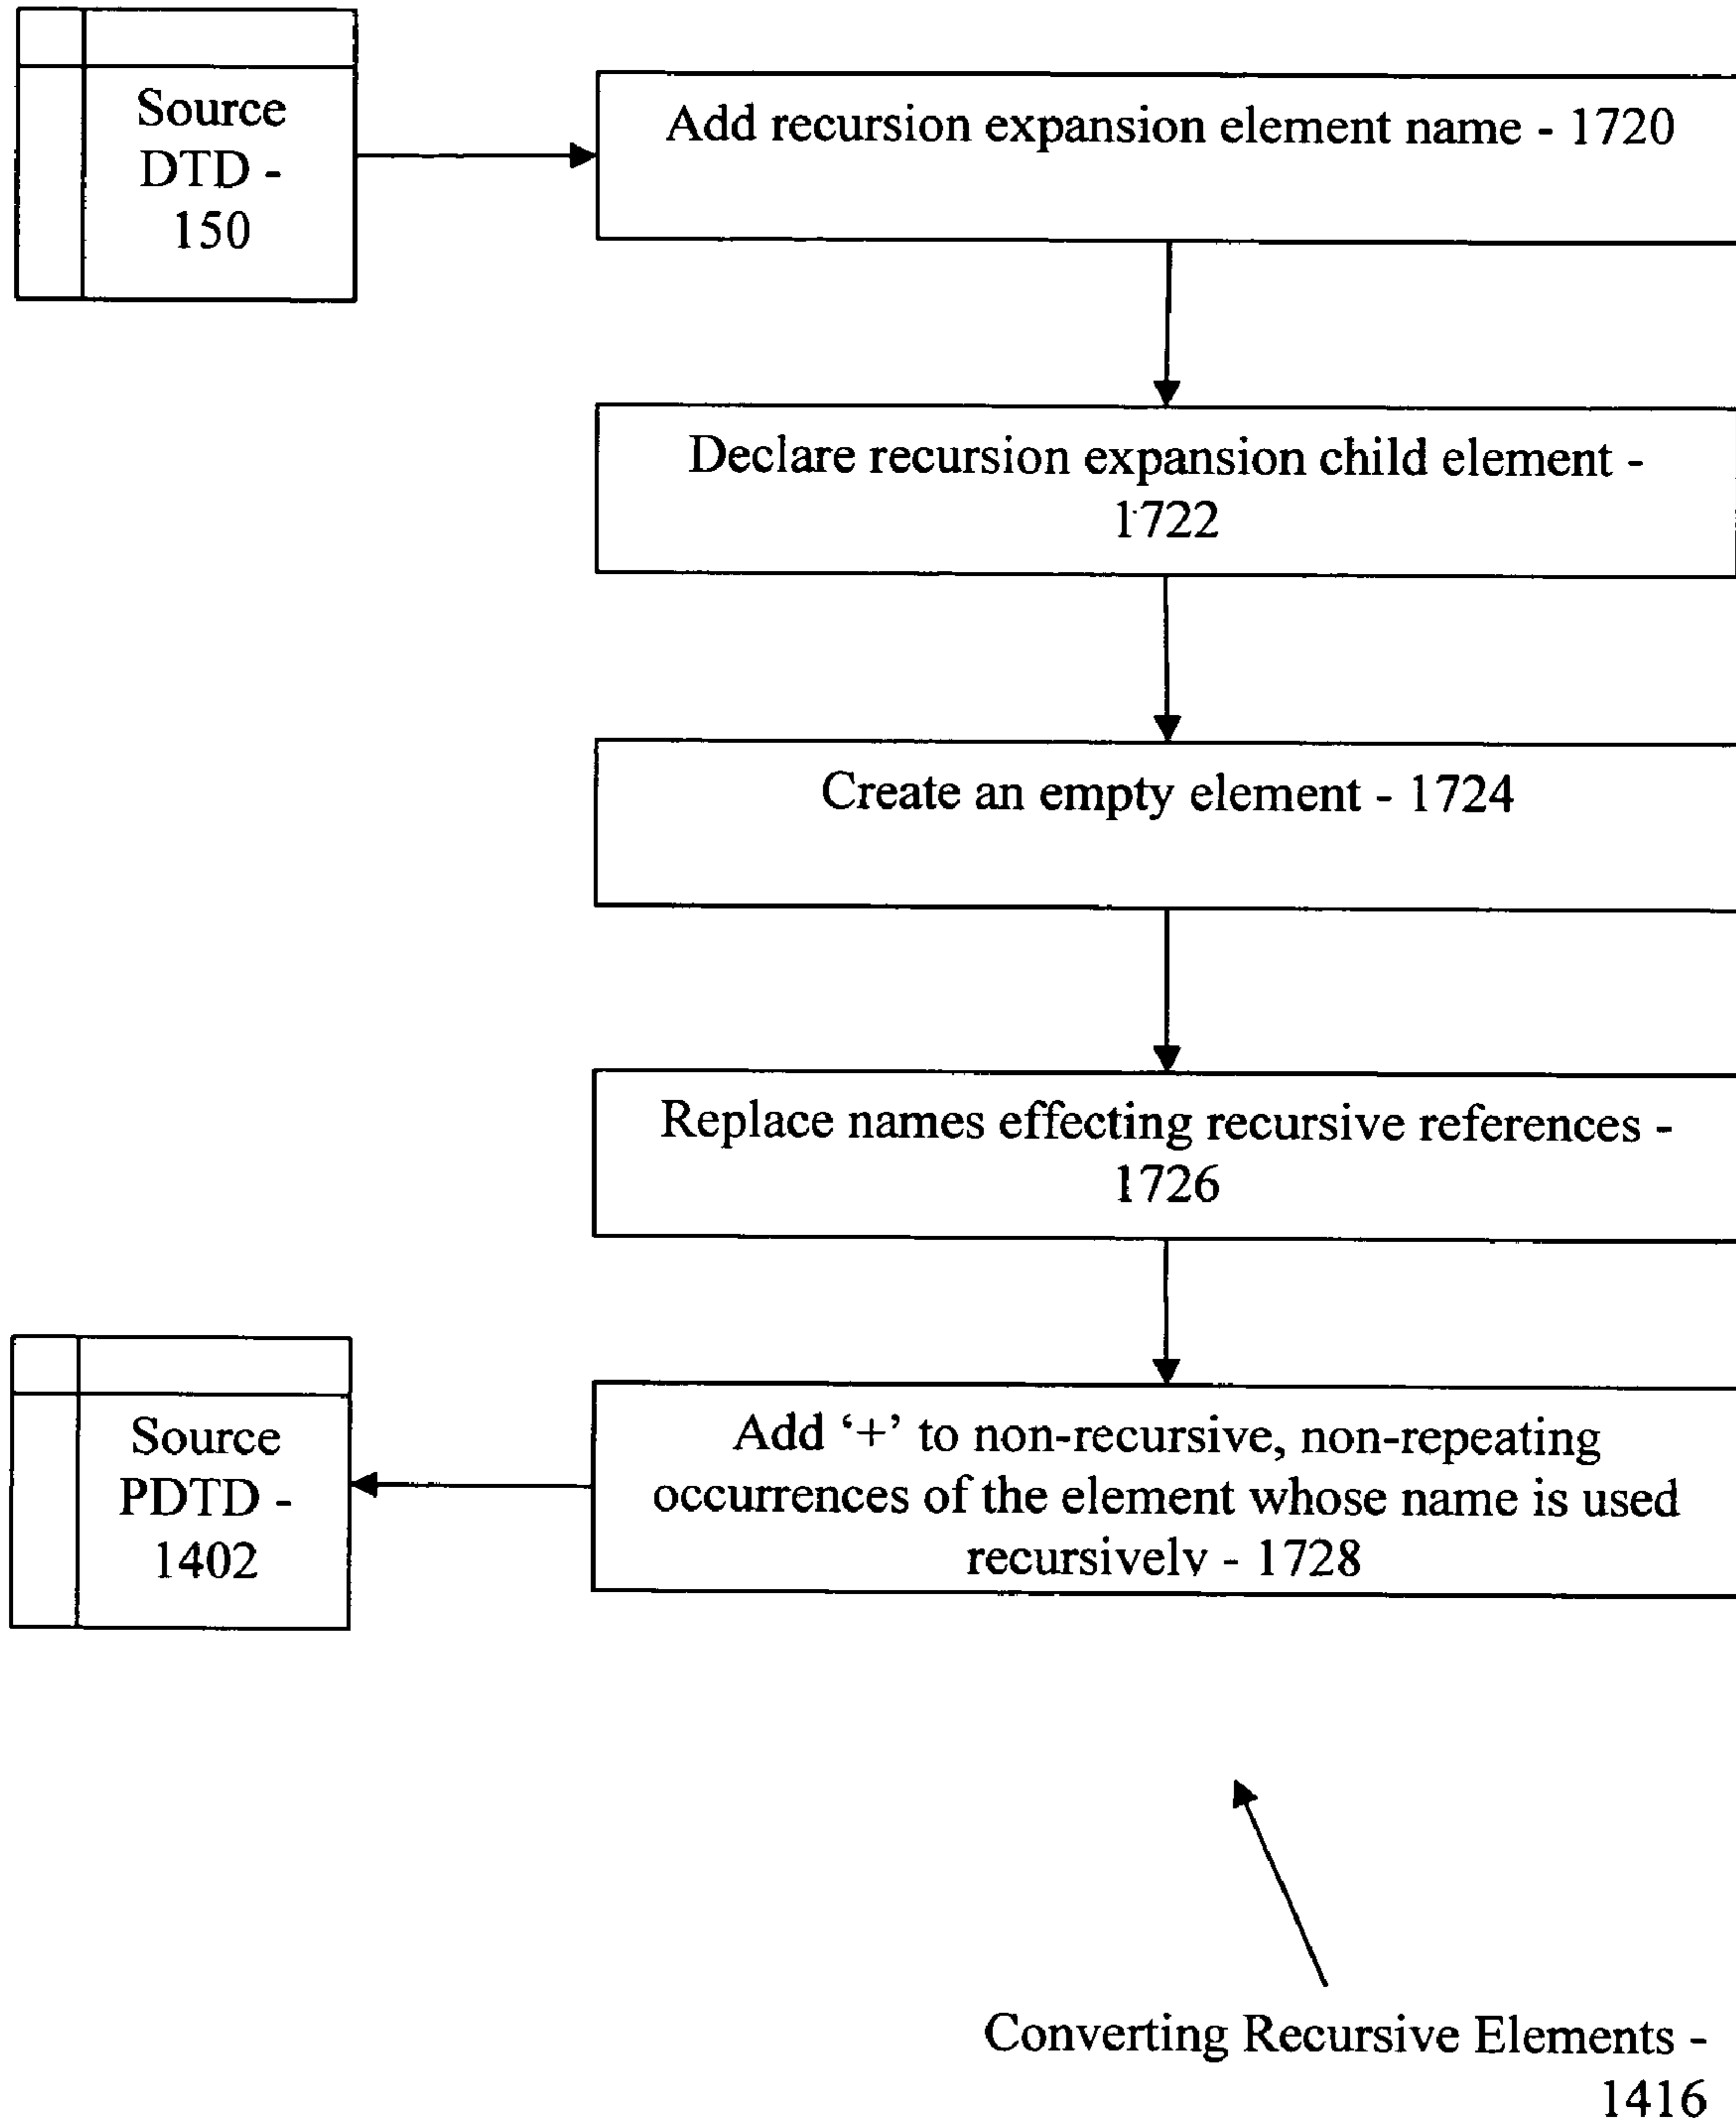 Source
DTD -
150
Add recursion expansion element name - 1720
Declare recursion expansion child element -
1722
Create an empty element - 1724
Replace names effecting recursive references -
1726
Source
PDTD -
1402
Add ‘+’ to non-recursive, non-repeating
occurrences of the element whose name is used
recursively - 1728
Converting Recursive Elements -
1416